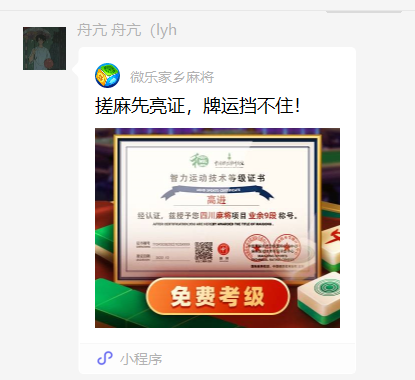 舟亢 舟亢（lyh
微乐家乡麻将
搓麻先亮证，牌运挡不住！
智力运动技术等级证书
高进
经认证，兹授予您四川麻将项目 业余9段 称号。
免费考级
小程序